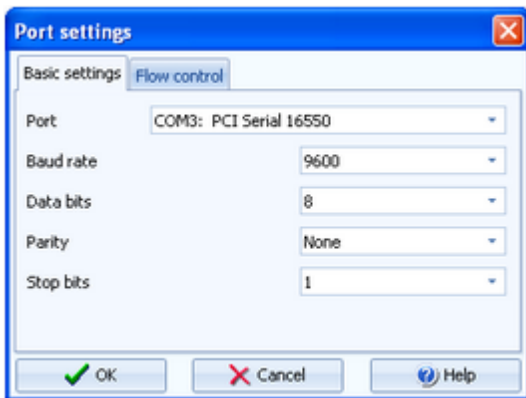 Port settings
Basic settings Flow control
Port COM3: PCI Serial 16550
Baud rate 9600
Data bits 8
Parity None
Stop bits 1
OK Cancel Help